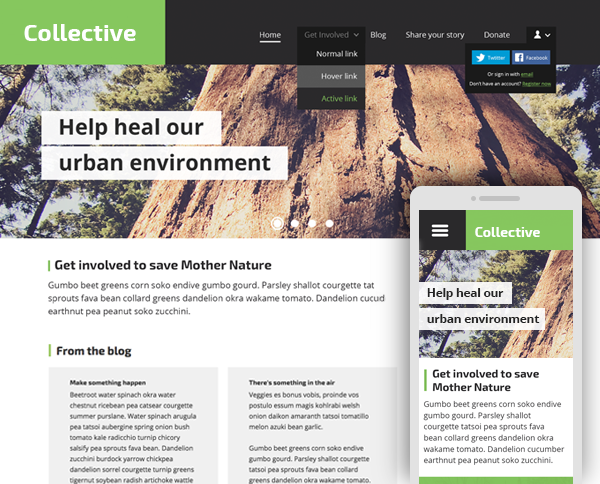 Collective
Home
Get Involved
Blog
Share your story
Donate
Normal link
Hover link
Active link
Twitter
Facebook
Or sign in with email
Don't have an account? Register now
Help heal our
urban environment
Get involved to save Mother Nature
Gumbo beet greens corn soko endive gumbo gourd. Parsley shallot courgette tat
sprouts fava bean collard greens dandelion okra wakame tomato. Dandelion cucud
earthnut pea peanut soko zucchini.
From the blog
Make something happen
Beetroot water spinach okra water
chestnut ricebean pea catsear courgette
summer purslane. Water spinach arugula
pea tatsoi aubergine spring onion bush
tomato kale radicchio turnip chicory
salsify pea sprouts fava bean. Dandelion
zucchini burdock yarrow chickpea
dandelion sorrel courgette turnip greens
tigernut soybean radish artichoke wattle
There's something in the air
Veggies es bonus vobis, proinde vos
postulo essum magis kohlrabi welsh
onion daikon amaranth tatsoi tomatillo
melon azuki bean garlic.
Gumbo beet greens corn soko endive
gumbo gourd. Parsley shallot courgette
tatsoi pea sprouts fava bean collard
greens dandelion okra wakame tomato.
Collective
Help heal our
urban environment
Get involved to save
Mother Nature
Gumbo beet greens corn soko endive
gumbo gourd. Parsley shallot
courgette tatsoi pea sprouts fava
bean collard greens dandelion okra
wakame tomato. Dandelion cucumber
earthnut pea peanut soko zucchini.